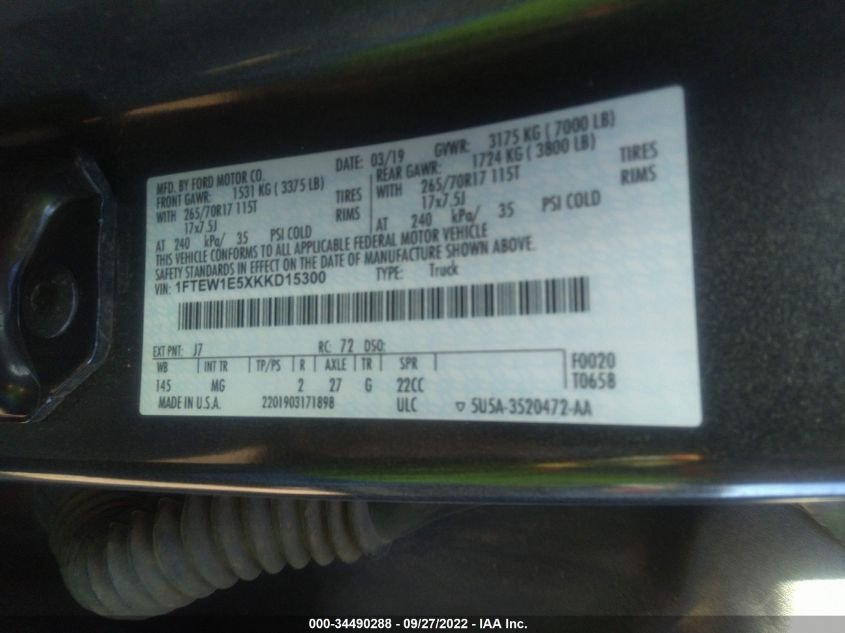 MFD. BY FORD MOTOR CO. DATE: 03/19 GVWR: 3175 KG ( 7000 LB)
FRONT GAWR: 1531 KG ( 3375 LB) REAR GAWR: 1724 KG ( 3800 LB)
WITH 265/70R17 115T TIRES WITH 265/70R17 115T TIRES
17x7.5J RIMS 17x7.5J RIMS
AT 240 kPa/ 35 PSI COLD AT 240 kPa/ 35 PSI COLD
THIS VEHICLE CONFORMS TO ALL APPLICABLE FEDERAL MOTOR VEHICLE
SAFETY STANDARDS IN EFFECT ON THE DATE OF MANUFACTURE SHOWN ABOVE.
VIN: 1FTEW1E5XKKD15300 TYPE: Truck
EXT PNT: J7 RC: 72 DSO:
WB INT TR TP/PS R AXLE TR SPR F0020
145 MG 2 27 G 22CC T0658
MADE IN U.S.A. 2201903171898 ULC ▽ 5U5A-3520472-AA
000-34490288 - 09/27/2022 - IAA Inc.